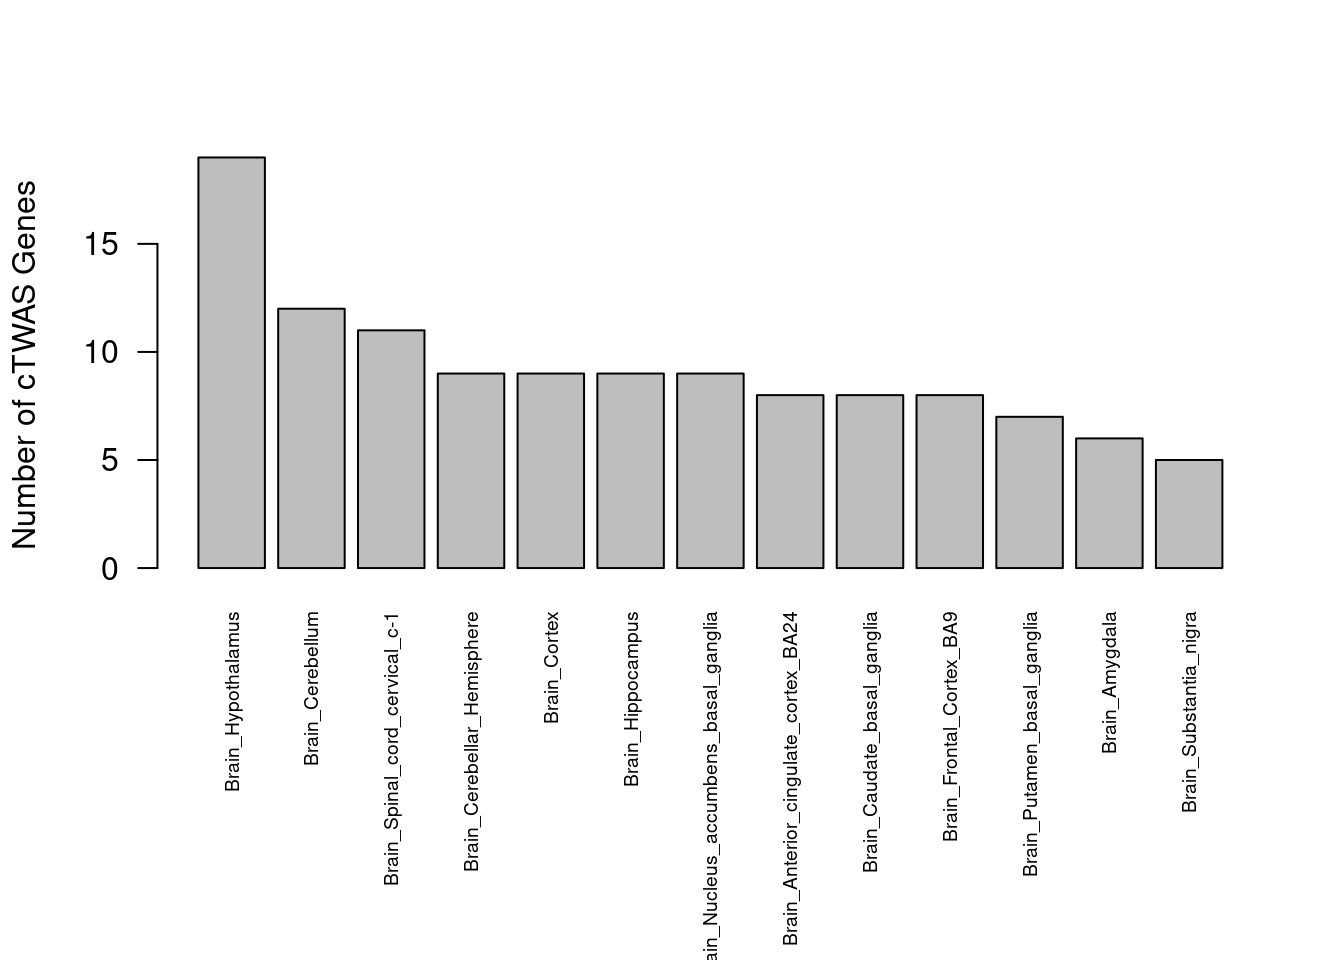 Number of cTWAS Genes
15
10
5
0
Brain_Hypothalamus
Brain_Cerebellum
Brain_Spinal_cord_cervical_c-1
Brain_Cerebellar_Hemisphere
Brain_Cortex
Brain_Hippocampus
ain_Nucleus_accumbens_basal_ganglia
Brain_Anterior_cingulate_cortex_BA24
Brain_Caudate_basal_ganglia
Brain_Frontal_Cortex_BA9
Brain_Putamen_basal_ganglia
Brain_Amygdala
Brain_Substantia_nigra